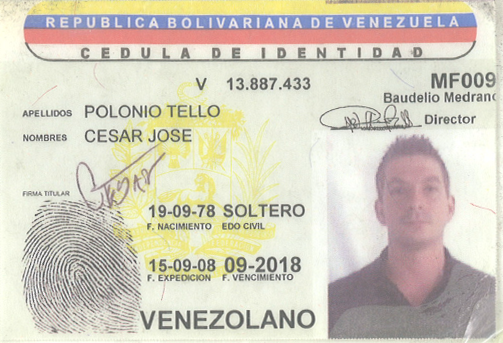 REPUBLICA BOLIVARIANA DE VENEZUELA
CEDULA DE IDENTIDAD
V 13.887.433
MF009
Baudelio Medrano
Director
APELLIDOS POLONIO TELLO
NOMBRES CESAR JOSE
FIRMA TITULAR
CESAR
19-09-78 SOLTERO
F. NACIMIENTO EDO CIVIL
15-09-08 09-2018
F. EXPEDICION F. VENCIMIENTO
VENEZOLANO